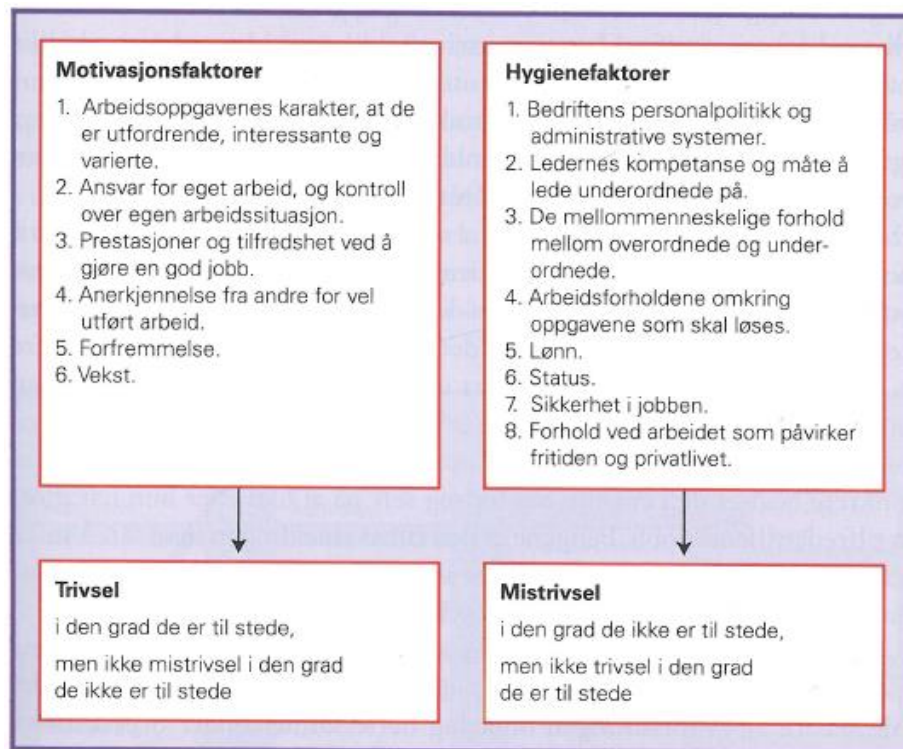 Motivasjonsfaktorer
1. Arbeidsoppgavenes karakter, at de
er utfordrende, interessante og
varierte.
2. Ansvar for eget arbeid, og kontroll
over egen arbeidssituasjon.
3. Prestasjoner og tilfredshet ved å
gjøre en god jobb.
4. Anerkjennelse fra andre for vel
utført arbeid.
5. Forfremmelse.
6. Vekst.
Hygienefaktorer
1. Bedriftens personalpolitikk og
administrative systemer.
2. Ledernes kompetanse og måte å
lede underordnede på.
3. De mellommenneskelige forhold
mellom overordnede og under-
ordnede.
4. Arbeidsforholdene omkring
oppgavene som skal løses.
5. Lønn.
6. Status.
7. Sikkerhet i jobben.
8. Forhold ved arbeidet som påvirker
fritiden og privatlivet.
Trivsel
i den grad de er til stede,
men ikke mistrivsel i den grad
de ikke er til stede
Mistrivsel
i den grad de ikke er til stede,
men ikke trivsel i den grad
de er til stede